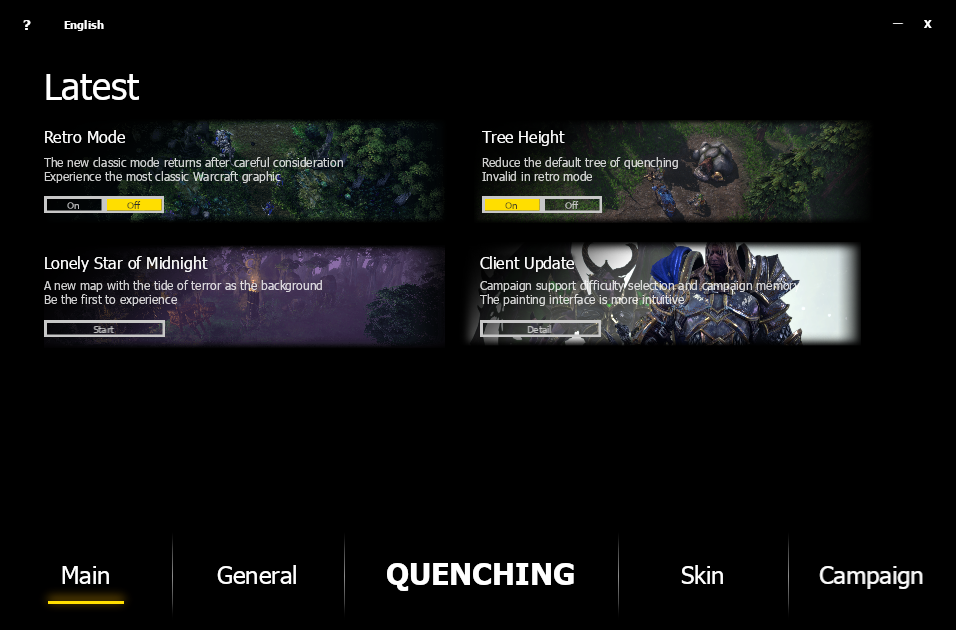 ? English — X
Latest
Retro Mode
The new classic mode returns after careful consideration
Experience the most classic Warcraft graphic
On Off
Tree Height
Reduce the default tree of quenching
Invalid in retro mode
On Off
Lonely Star of Midnight
A new map with the tide of terror as the background
Be the first to experience
Start
Client Update
Campaign support difficulty selection and campaign memory
The painting interface is more intuitive
Detail
Main General QUENCHING Skin Campaign